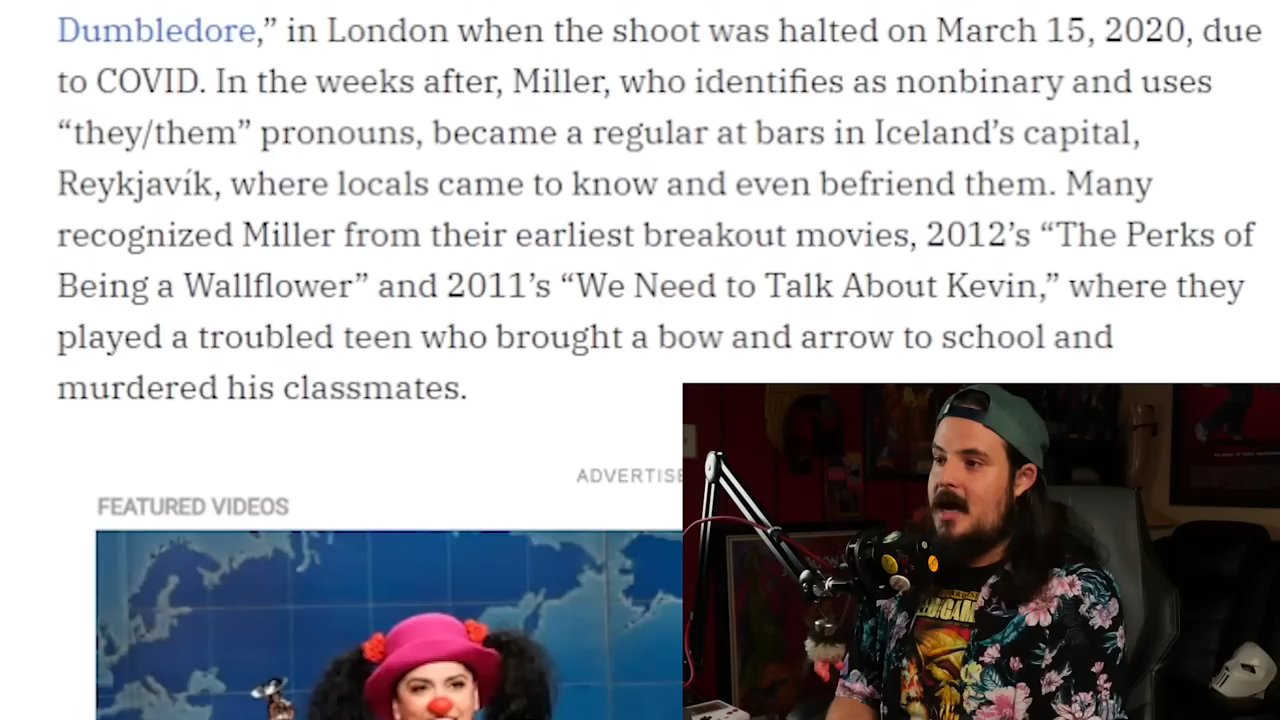 Dumbledore,” in London when the shoot was halted on March 15, 2020, due
to COVID. In the weeks after, Miller, who identifies as nonbinary and uses
“they/them” pronouns, became a regular at bars in Iceland’s capital,
Reykjavík, where locals came to know and even befriend them. Many
recognized Miller from their earliest breakout movies, 2012’s “The Perks of
Being a Wallflower” and 2011’s “We Need to Talk About Kevin,” where they
played a troubled teen who brought a bow and arrow to school and
murdered his classmates.
ADVERTISE
FEATURED VIDEOS